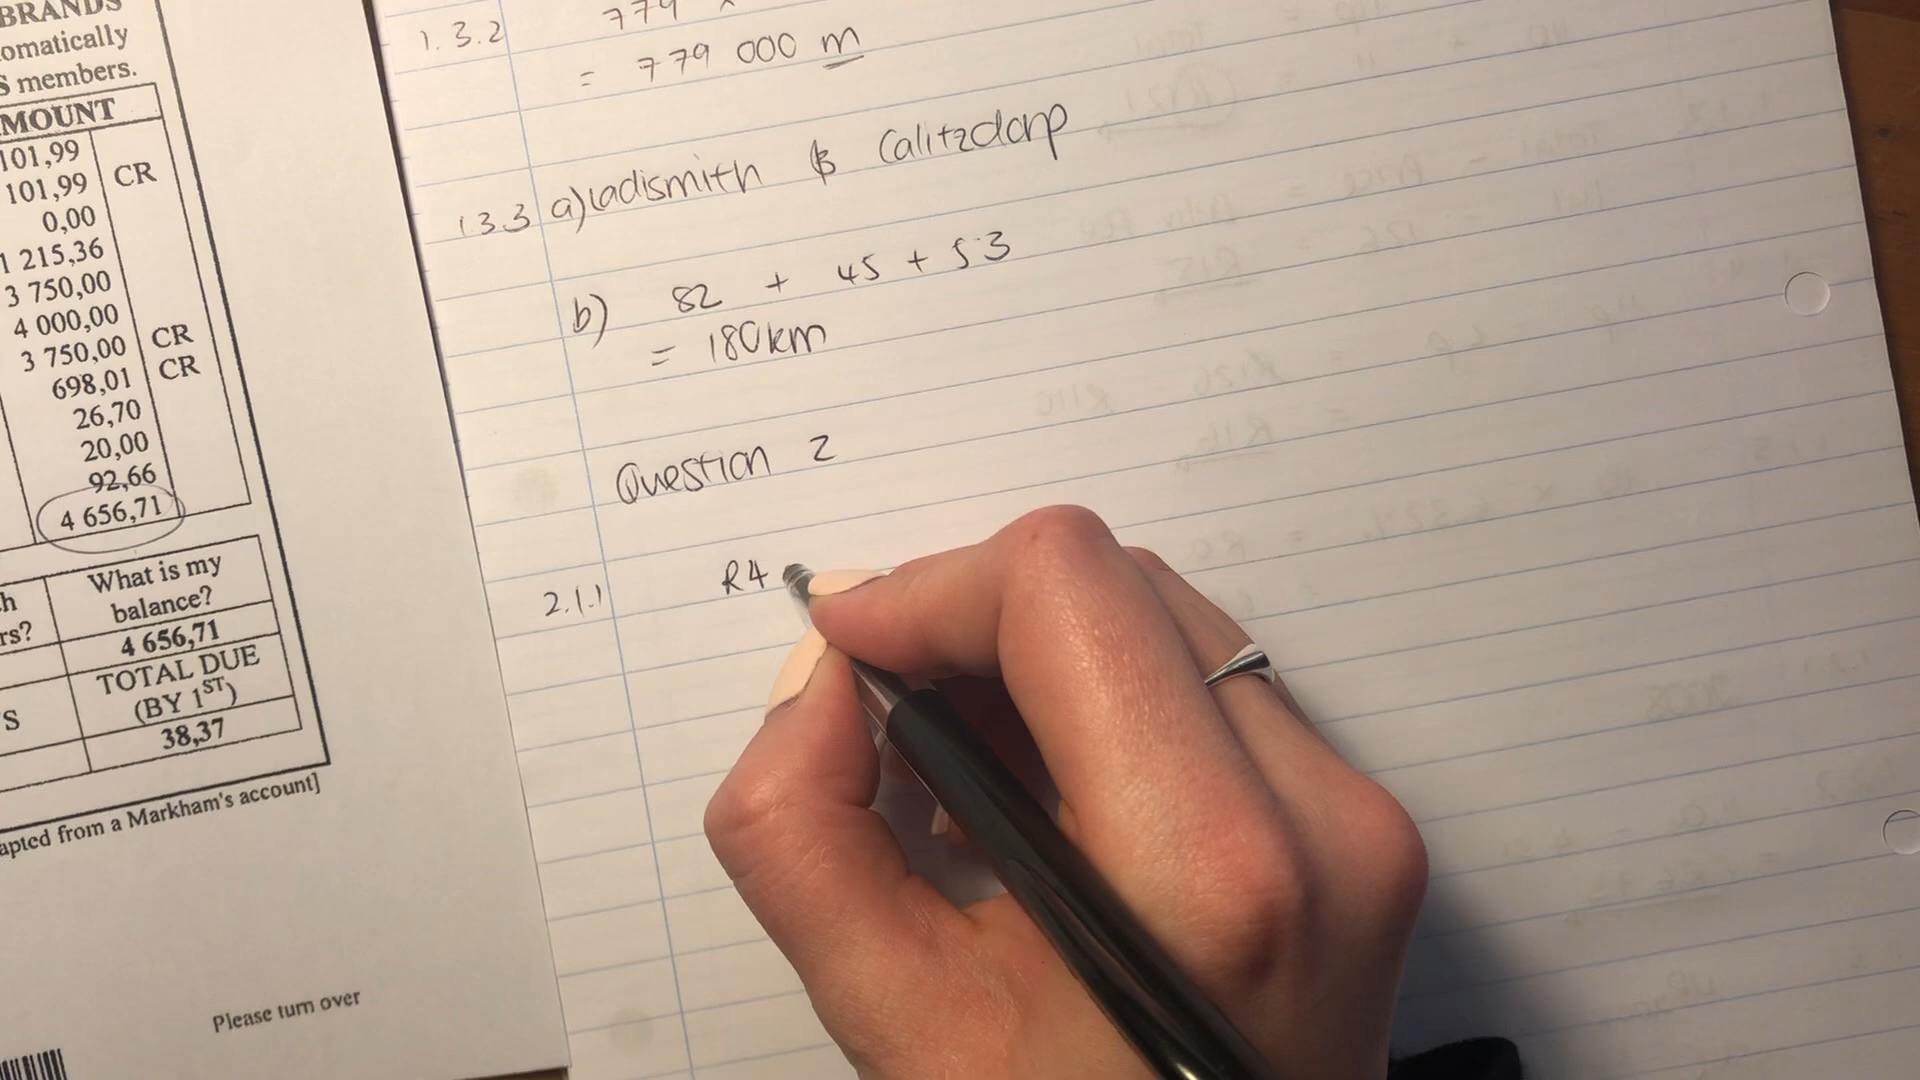 BRANDS
omatically
S members.
MOUNT
101,99
101,99 CR
0,00
1 215,36
3 750,00
4 000,00
3 750,00 CR
698,01 CR
26,70
20,00
92,66
4 656,71
h
rs?
What is my
balance?
4 656,71
TOTAL DUE
(BY 1ST)
S
38,37
apted from a Markham's account]
Please turn over
1.3.2 779
= 779 000 m
1.3.3 a) Ladismith & Calitzdorp
b) 82 + 45 + 53
= 180km
Question 2
2.1.1 R4